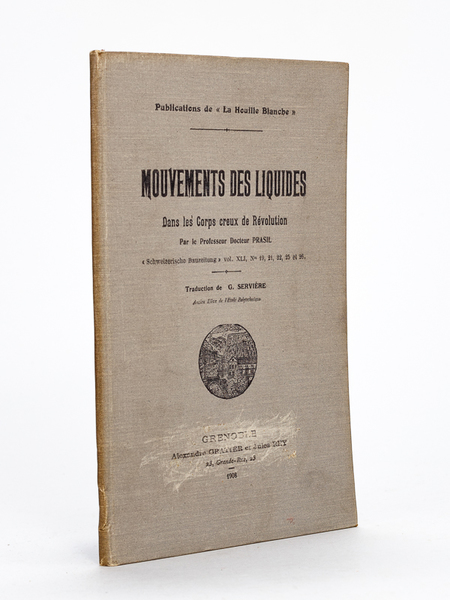 Publications de « La Houille Blanche »
MOUVEMENTS DES LIQUIDES
Dans les Corps creux de Révolution
Par le Professeur Docteur PRASIL
« Schweizerische Bauzeitung » vol. XLI, Nos 19, 21, 22, 25 et 26.
Traduction de G. SERVIÈRE
Ancien Élève de l'École Polytechnique
GRENOBLE
Alexandre GRATIER et Jules REY
23, Grande-Rue, 23
1908